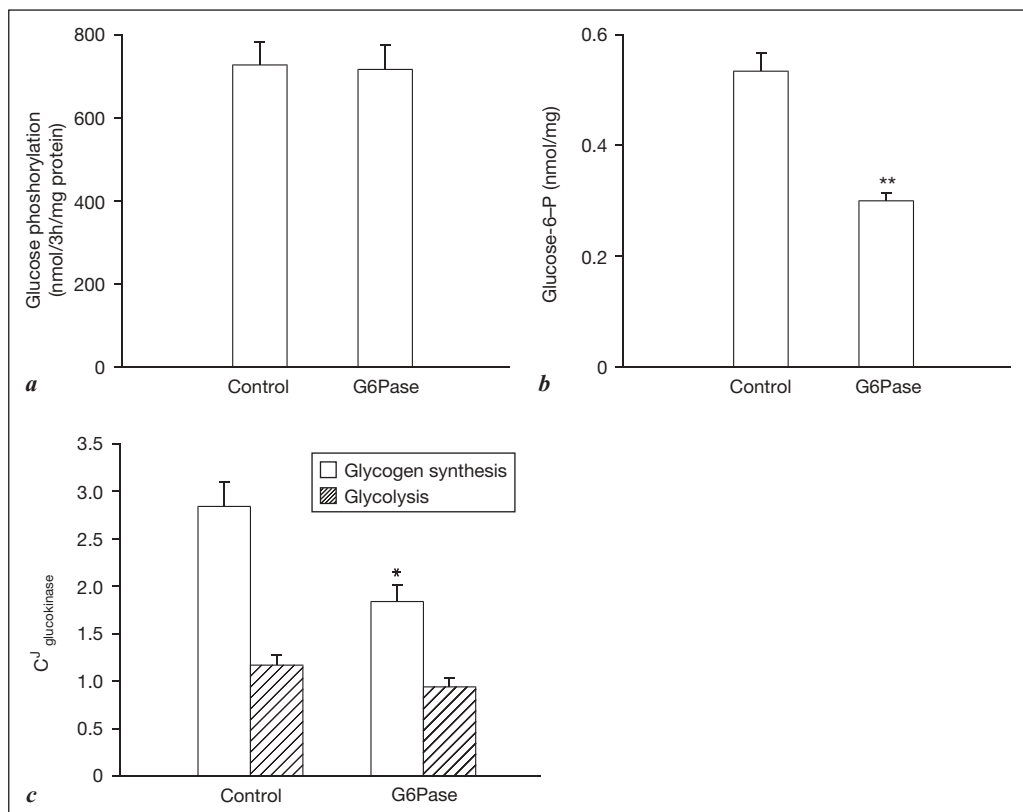 a
Glucose phoshorylation
(nmol/3h/mg protein)
800
600
400
200
0
Control
G6Pase
b
Glucose-6–P (nmol/mg)
0.6
0.4
0.2
0
**
Control
G6Pase
c
C^J glucokinase
3.5
3.0
2.5
2.0
1.5
1.0
0.5
0
Glycogen synthesis
Glycolysis
*
Control
G6Pase